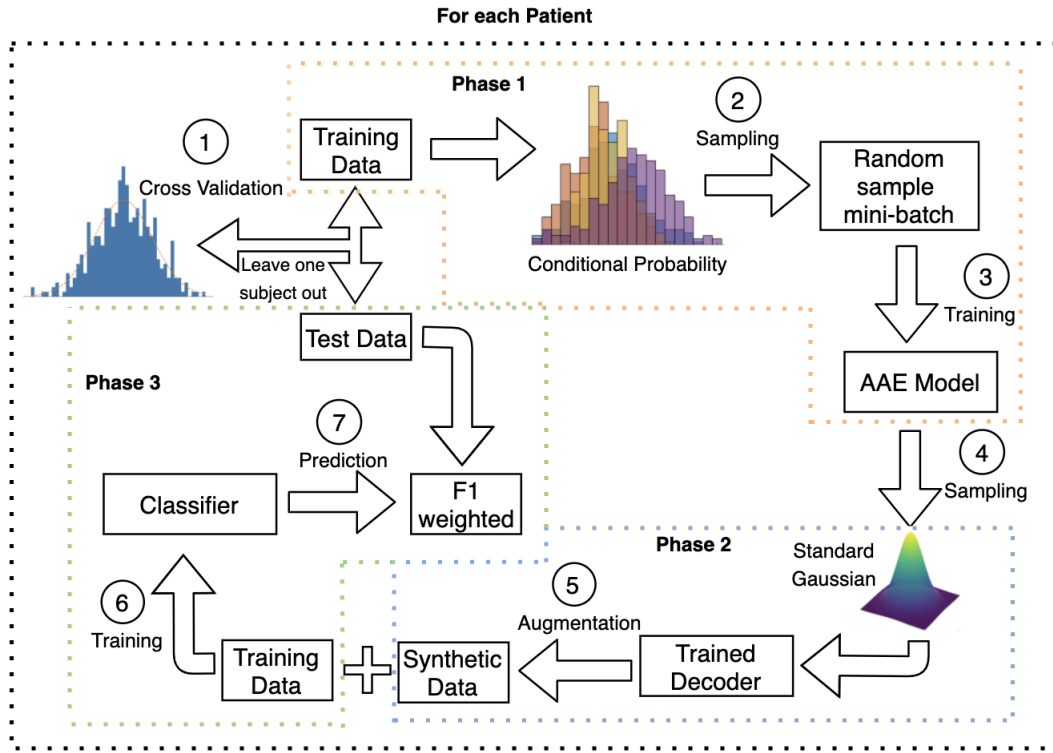 For each Patient
Phase 1
1
Cross Validation
Leave one
subject out
Training
Data
Conditional Probability
2
Sampling
Random
sample
mini-batch
3
Training
AAE Model
4
Sampling
Phase 2
Standard
Gaussian
Trained
Decoder
5
Augmentation
Synthetic
Data
Training
Data
6
Training
Phase 3
Classifier
7
Prediction
Test Data
F1
weighted